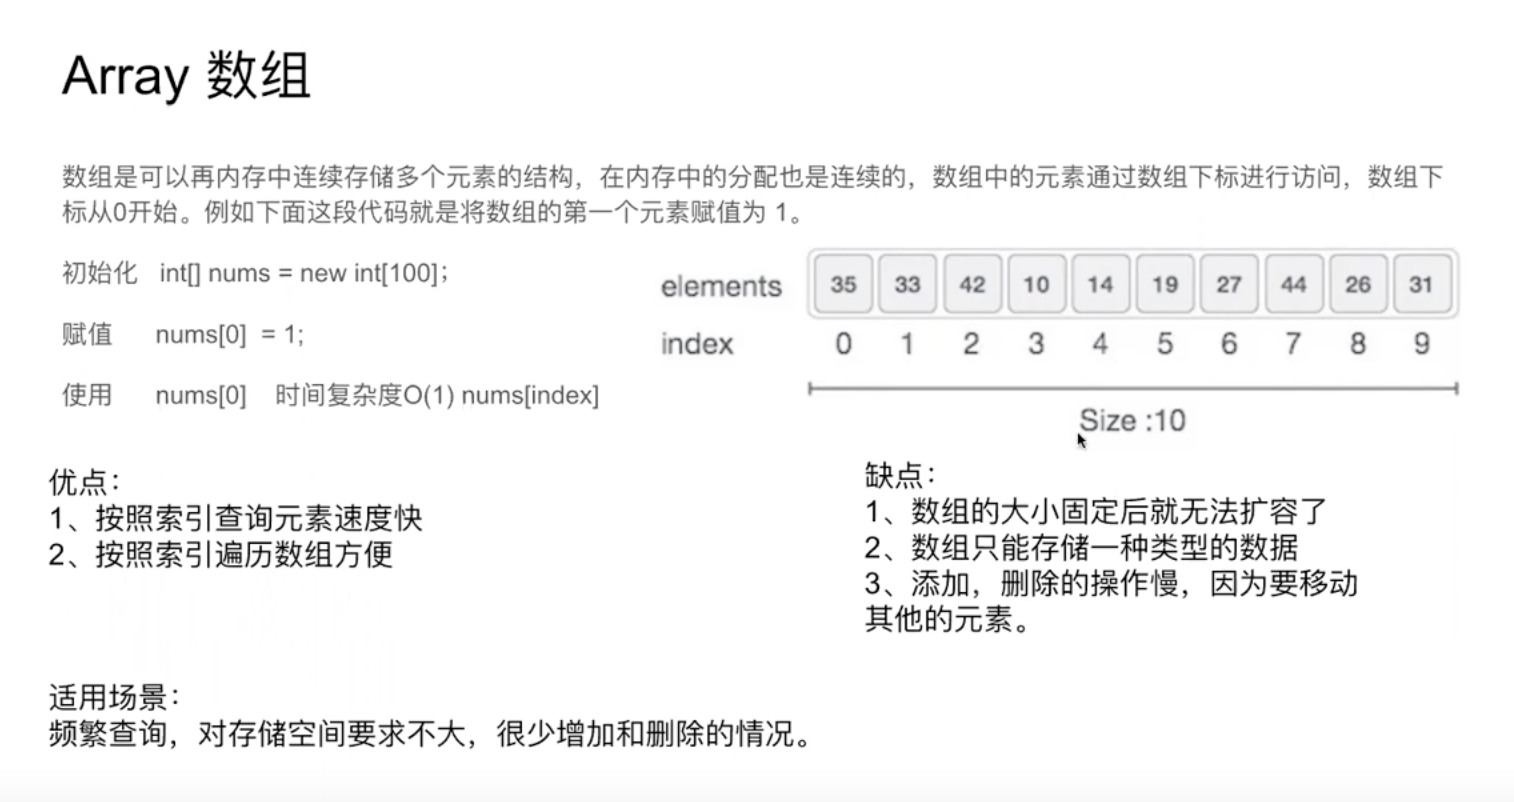 Array 数组
数组是可以再内存中连续存储多个元素的结构，在内存中的分配也是连续的，数组中的元素通过数组下标进行访问，数组下
标从0开始。例如下面这段代码就是将数组的第一个元素赋值为 1。
初始化 int[] nums = new int[100];
赋值 nums[0] = 1;
使用 nums[0] 时间复杂度O(1) nums[index]
elements 35 33 42 10 14 19 27 44 26 31
index 0 1 2 3 4 5 6 7 8 9
Size :10
优点：
1、按照索引查询元素速度快
2、按照索引遍历数组方便
缺点：
1、数组的大小固定后就无法扩容了
2、数组只能存储一种类型的数据
3、添加，删除的操作慢，因为要移动
其他的元素。
适用场景：
频繁查询，对存储空间要求不大，很少增加和删除的情况。